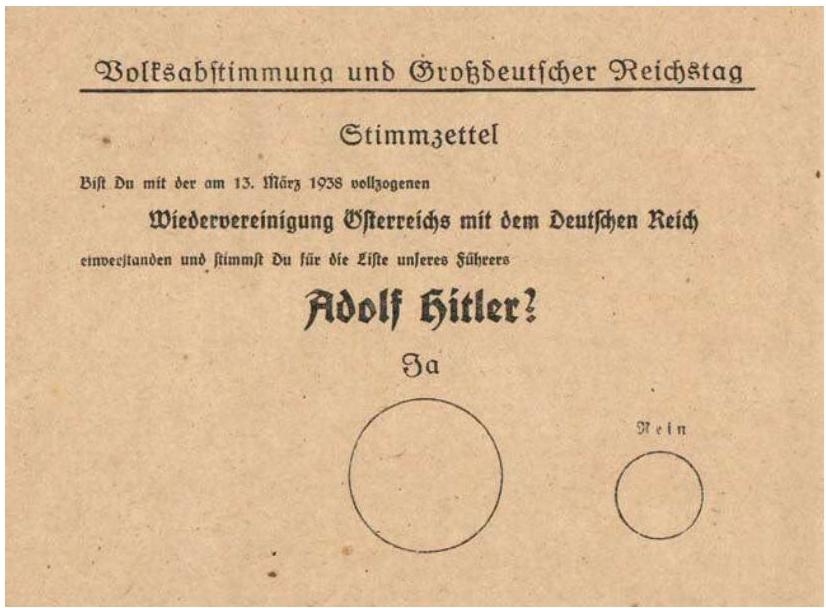 Volksabstimmung und Großdeutscher Reichstag
Stimmzettel
Bist Du mit der am 13. März 1938 vollzogenen
Wiedervereinigung Österreichs mit dem Deutschen Reich
einverstanden und stimmst Du für die Liste unseres Führers
Adolf Hitler?
Ja
Nein